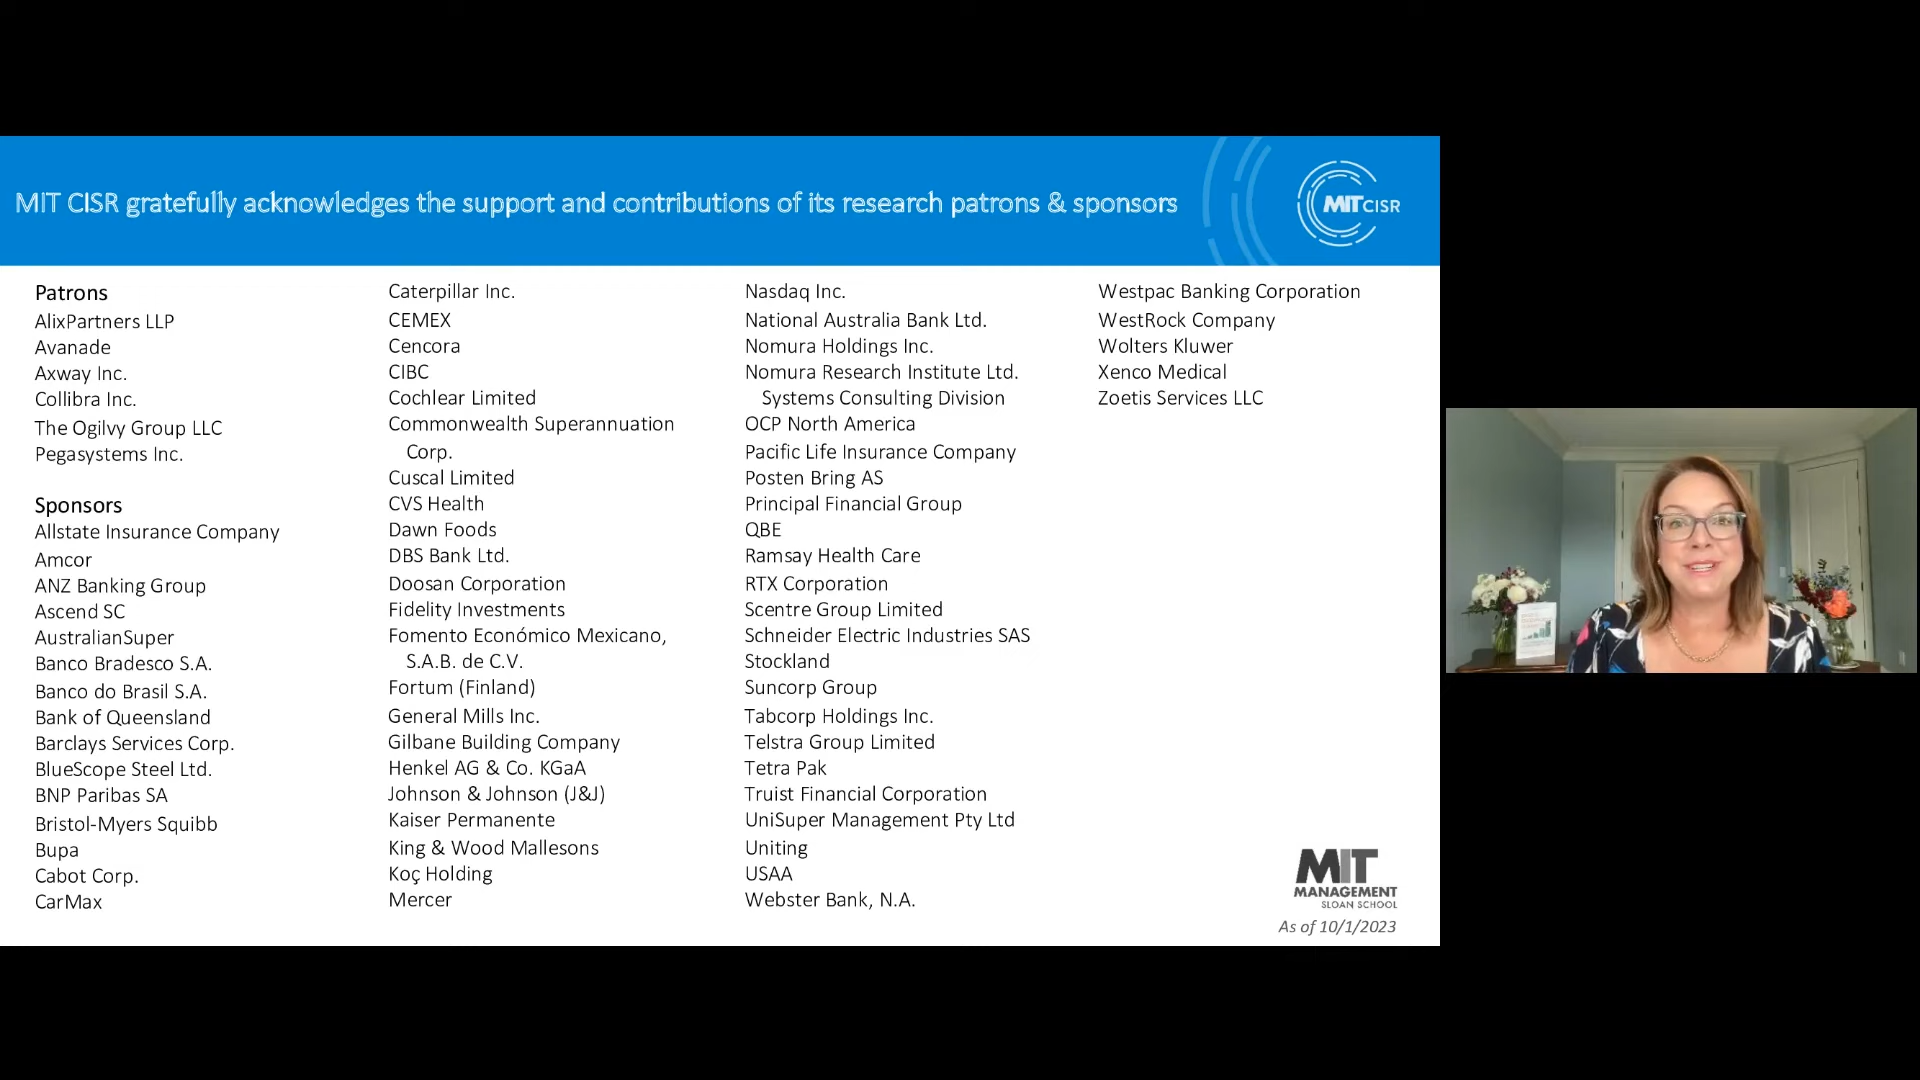 MIT CISR gratefully acknowledges the support and contributions of its research patrons & sponsors
MIT CISR
Patrons
AlixPartners LLP
Avanade
Axway Inc.
Collibra Inc.
The Ogilvy Group LLC
Pegasystems Inc.
Sponsors
Allstate Insurance Company
Amcor
ANZ Banking Group
Ascend SC
AustralianSuper
Banco Bradesco S.A.
Banco do Brasil S.A.
Bank of Queensland
Barclays Services Corp.
BlueScope Steel Ltd.
BNP Paribas SA
Bristol-Myers Squibb
Bupa
Cabot Corp.
CarMax
Caterpillar Inc.
CEMEX
Cencora
CIBC
Cochlear Limited
Commonwealth Superannuation
Corp.
Cuscal Limited
CVS Health
Dawn Foods
DBS Bank Ltd.
Doosan Corporation
Fidelity Investments
Fomento Económico Mexicano,
S.A.B. de C.V.
Fortum (Finland)
General Mills Inc.
Gilbane Building Company
Henkel AG & Co. KGaA
Johnson & Johnson (J&J)
Kaiser Permanente
King & Wood Mallesons
Koç Holding
Mercer
Nasdaq Inc.
National Australia Bank Ltd.
Nomura Holdings Inc.
Nomura Research Institute Ltd.
Systems Consulting Division
OCP North America
Pacific Life Insurance Company
Posten Bring AS
Principal Financial Group
QBE
Ramsay Health Care
RTX Corporation
Scentre Group Limited
Schneider Electric Industries SAS
Stockland
Suncorp Group
Tabcorp Holdings Inc.
Telstra Group Limited
Tetra Pak
Truist Financial Corporation
UniSuper Management Pty Ltd
Uniting
USAA
Webster Bank, N.A.
Westpac Banking Corporation
WestRock Company
Wolters Kluwer
Xenco Medical
Zoetis Services LLC
MIT
MANAGEMENT
SLOAN SCHOOL
As of 10/1/2023